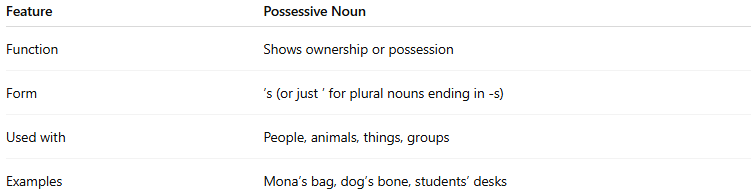 Feature Possessive Noun
Function Shows ownership or possession
Form ’s (or just ’ for plural nouns ending in -s)
Used with People, animals, things, groups
Examples Mona’s bag, dog’s bone, students’ desks